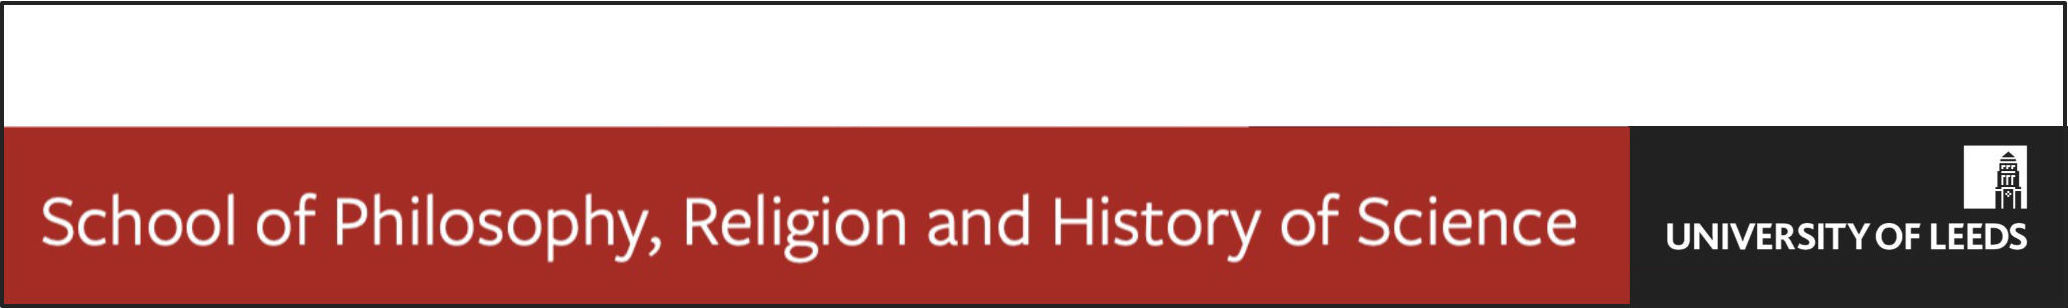 School of Philosophy, Religion and History of Science
UNIVERSITY OF LEEDS